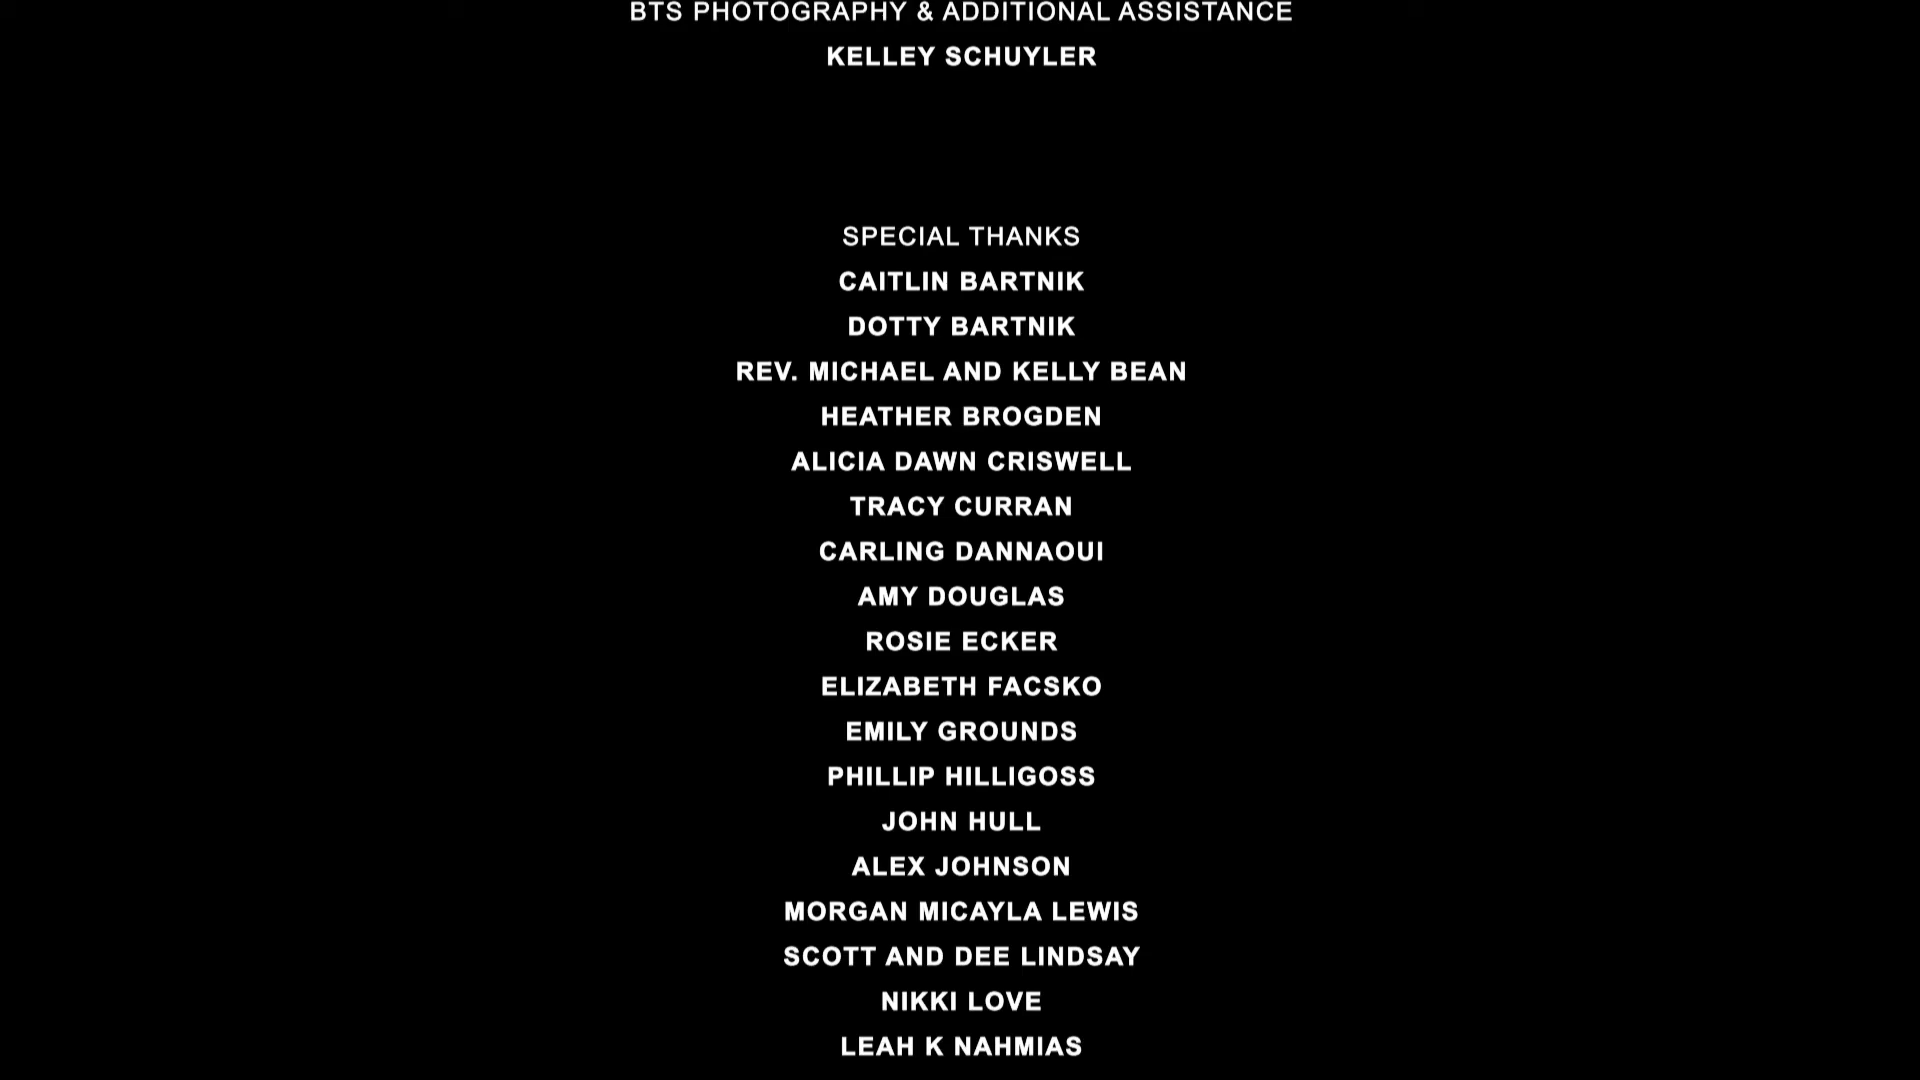 BTS PHOTOGRAPHY & ADDITIONAL ASSISTANCE
KELLEY SCHUYLER
SPECIAL THANKS
CAITLIN BARTNIK
DOTTY BARTNIK
REV. MICHAEL AND KELLY BEAN
HEATHER BROGDEN
ALICIA DAWN CRISWELL
TRACY CURRAN
CARLING DANNAOUI
AMY DOUGLAS
ROSIE ECKER
ELIZABETH FACSKO
EMILY GROUNDS
PHILLIP HILLIGOSS
JOHN HULL
ALEX JOHNSON
MORGAN MICAYLA LEWIS
SCOTT AND DEE LINDSAY
NIKKI LOVE
LEAH K NAHMIAS